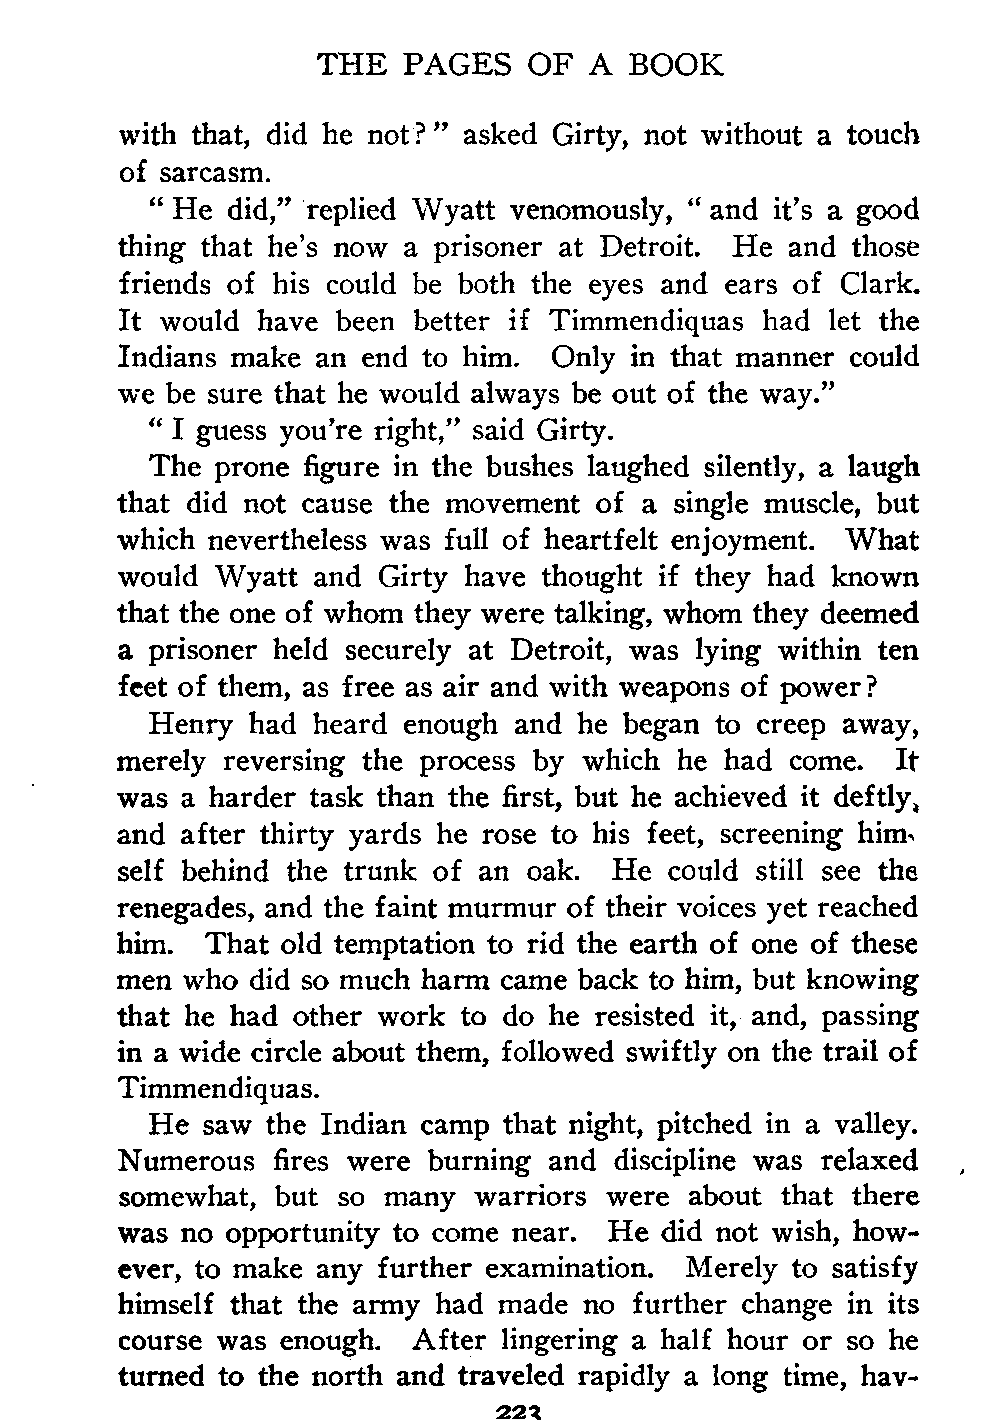 THE PAGES OF A BOOK
with that, did he not?" asked Girty, not without a touch
of sarcasm.
" He did," replied Wyatt venomously, " and it's a good
thing that he's now a prisoner at Detroit. He and those
friends of his could be both the eyes and ears of Clark.
It would have been better if Timmendiquas had let the
Indians make an end to him. Only in that manner could
we be sure that he would always be out of the way."
" I guess you're right," said Girty.
The prone figure in the bushes laughed silently, a laugh
that did not cause the movement of a single muscle, but
which nevertheless was full of heartfelt enjoyment. What
would Wyatt and Girty have thought if they had known
that the one of whom they were talking, whom they deemed
a prisoner held securely at Detroit, was lying within ten
feet of them, as free as air and with weapons of power?
Henry had heard enough and he began to creep away,
merely reversing the process by which he had come. It
was a harder task than the first, but he achieved it deftly,
and after thirty yards he rose to his feet, screening him-
self behind the trunk of an oak. He could still see the
renegades, and the faint murmur of their voices yet reached
him. That old temptation to rid the earth of one of these
men who did so much harm came back to him, but knowing
that he had other work to do he resisted it, and, passing
in a wide circle about them, followed swiftly on the trail of
Timmendiquas.
He saw the Indian camp that night, pitched in a valley.
Numerous fires were burning and discipline was relaxed
somewhat, but so many warriors were about that there
was no opportunity to come near. He did not wish, how-
ever, to make any further examination. Merely to satisfy
himself that the army had made no further change in its
course was enough. After lingering a half hour or so he
turned to the north and traveled rapidly a long time, hav-
223